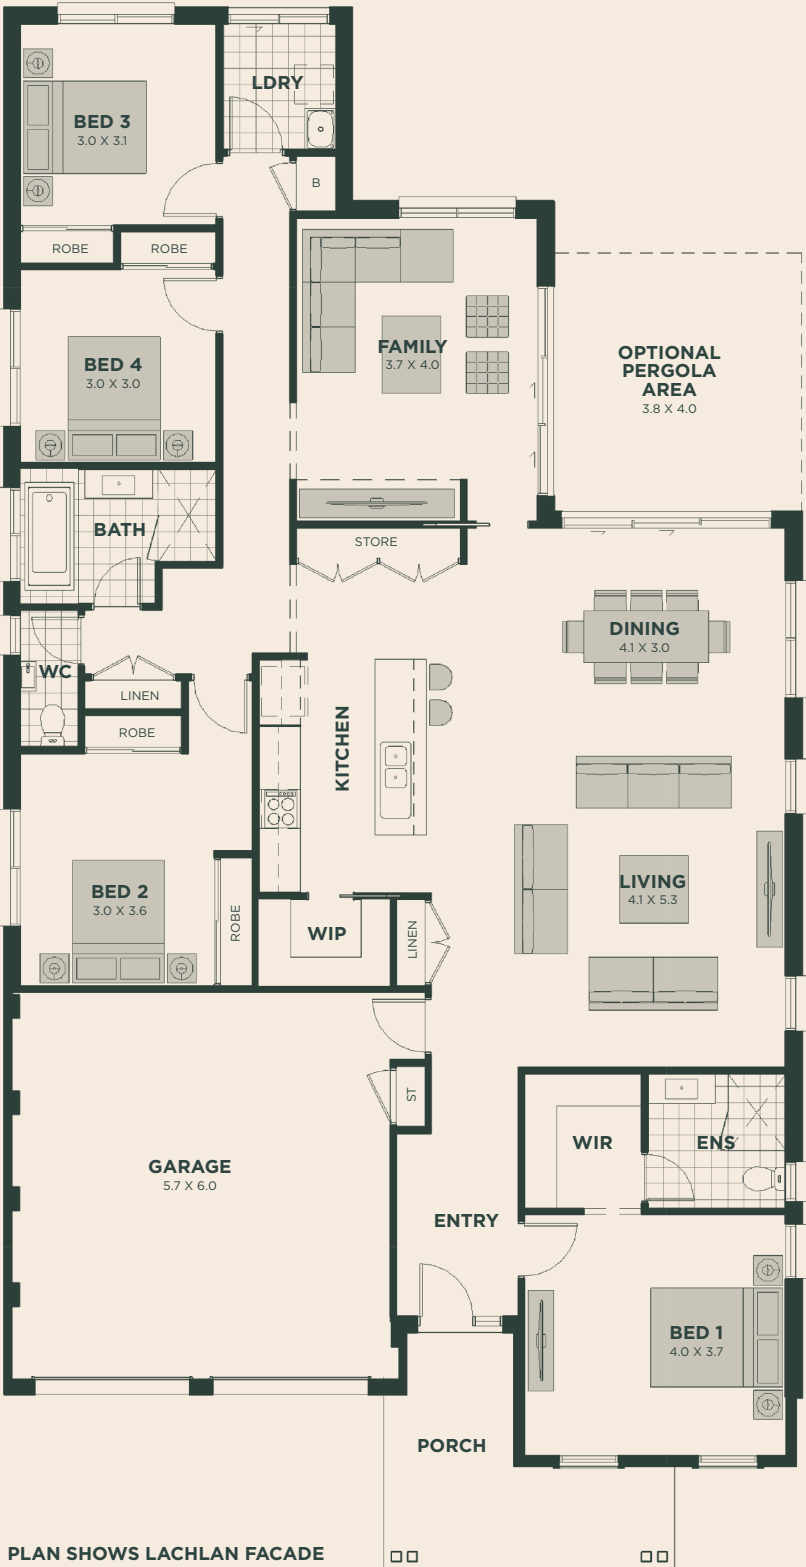 LDRY
BED 3
3.0 X 3.1
B
ROBE
ROBE
FAMILY
3.7 X 4.0
OPTIONAL
PERGOLA
AREA
3.8 X 4.0
BED 4
3.0 X 3.0
BATH
STORE
DINING
4.1 X 3.0
WC
LINEN
ROBE
KITCHEN
BED 2
3.0 X 3.6
ROBE
WIP
LINEN
LIVING
4.1 X 5.3
ST
GARAGE
5.7 X 6.0
WIR
ENS
ENTRY
BED 1
4.0 X 3.7
PORCH
PLAN SHOWS LACHLAN FACADE